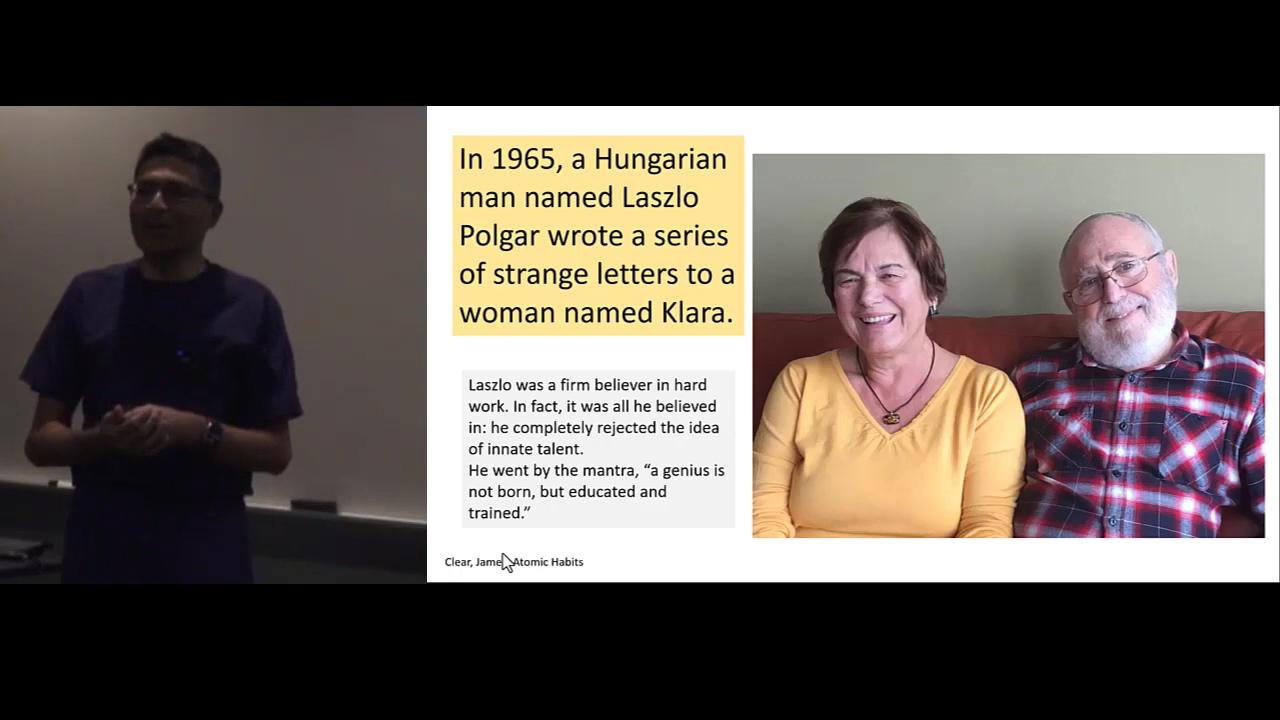 In 1965, a Hungarian
man named Laszlo
Polgar wrote a series
of strange letters to a
woman named Klara.
Laszlo was a firm believer in hard
work. In fact, it was all he believed
in: he completely rejected the idea
of innate talent.
He went by the mantra, “a genius is
not born, but educated and
trained.”
Clear, Jame Atomic Habits